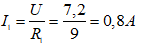 I₁ = U/R₁ = 7,2/9 = 0,8A